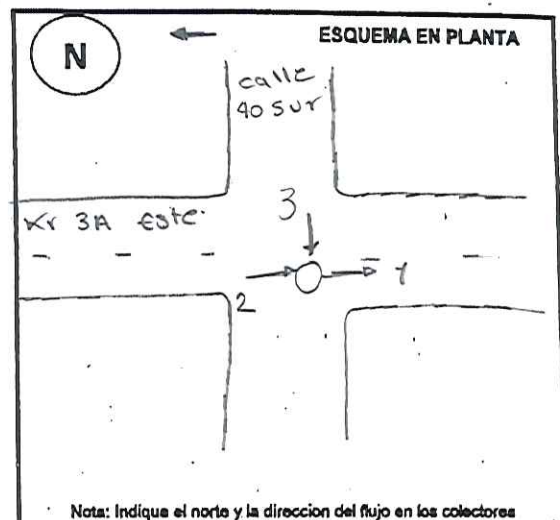 N
ESQUEMA EN PLANTA
calle
40 sur
Kr 3A este.
3
2
1
Nota: Indique el norte y la direccion del flujo en los colectores